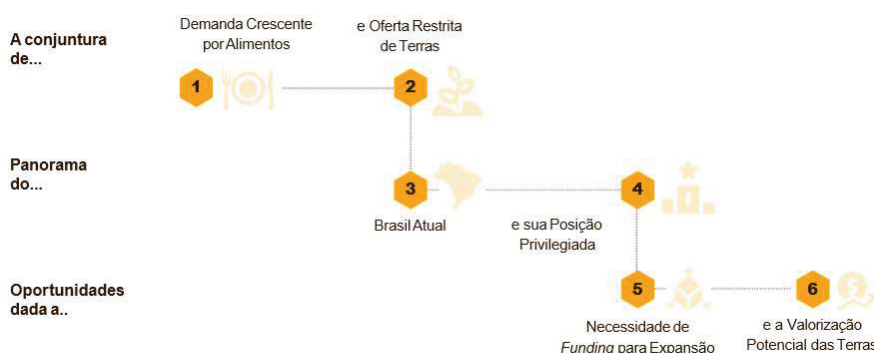 A conjuntura
de...
Demanda Crescente
por Alimentos
e Oferta Restrita
de Terras
1
2
Panorama
do...
3
4
Brasil Atual
e sua Posição
Privilegiada
Oportunidades
dada a..
5
6
Necessidade de
Funding para Expansão
e a Valorização
Potencial das Terras